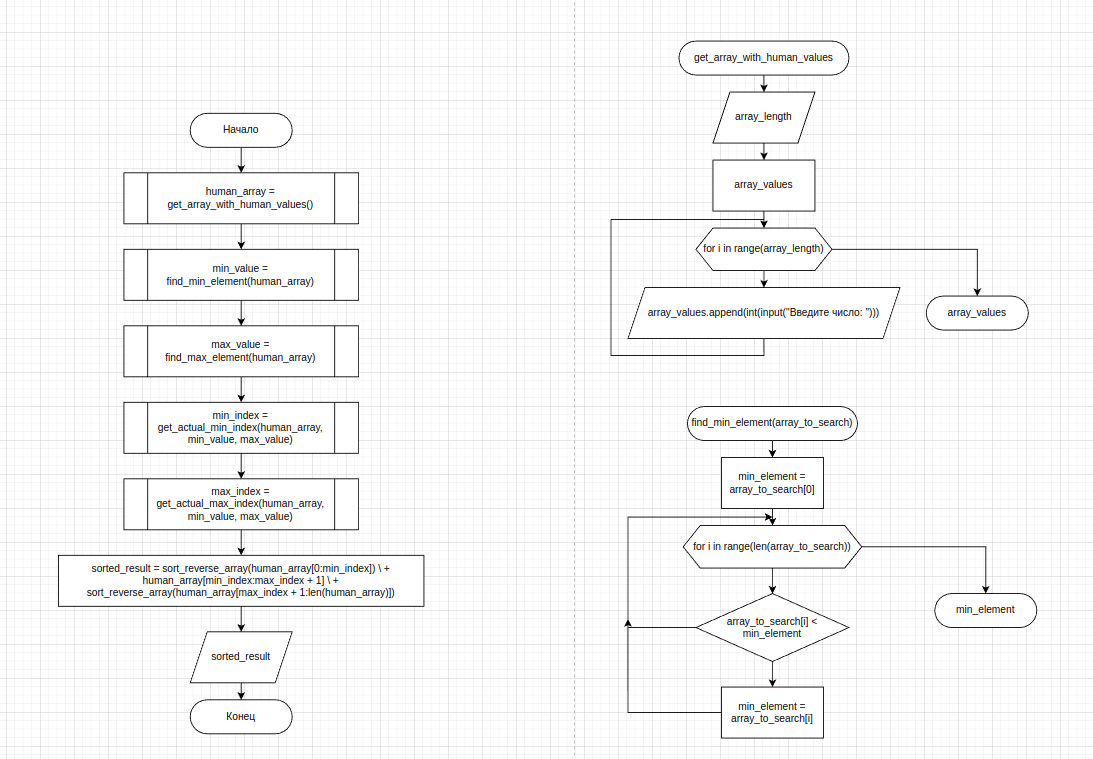 Начало
human_array =
get_array_with_human_values()
min_value =
find_min_element(human_array)
max_value =
find_max_element(human_array)
min_index =
get_actual_min_index(human_array,
min_value, max_value)
max_index =
get_actual_max_index(human_array,
min_value, max_value)
sorted_result = sort_reverse_array(human_array[0:min_index]) \ +
human_array[min_index:max_index + 1] \ +
sort_reverse_array(human_array[max_index + 1:len(human_array)])
sorted_result
Конец
get_array_with_human_values
array_length
array_values
for i in range(array_length)
array_values.append(int(input("Введите число: ")))
array_values
find_min_element(array_to_search)
min_element =
array_to_search[0]
for i in range(len(array_to_search))
array_to_search[i] <
min_element
min_element
min_element =
array_to_search[i]